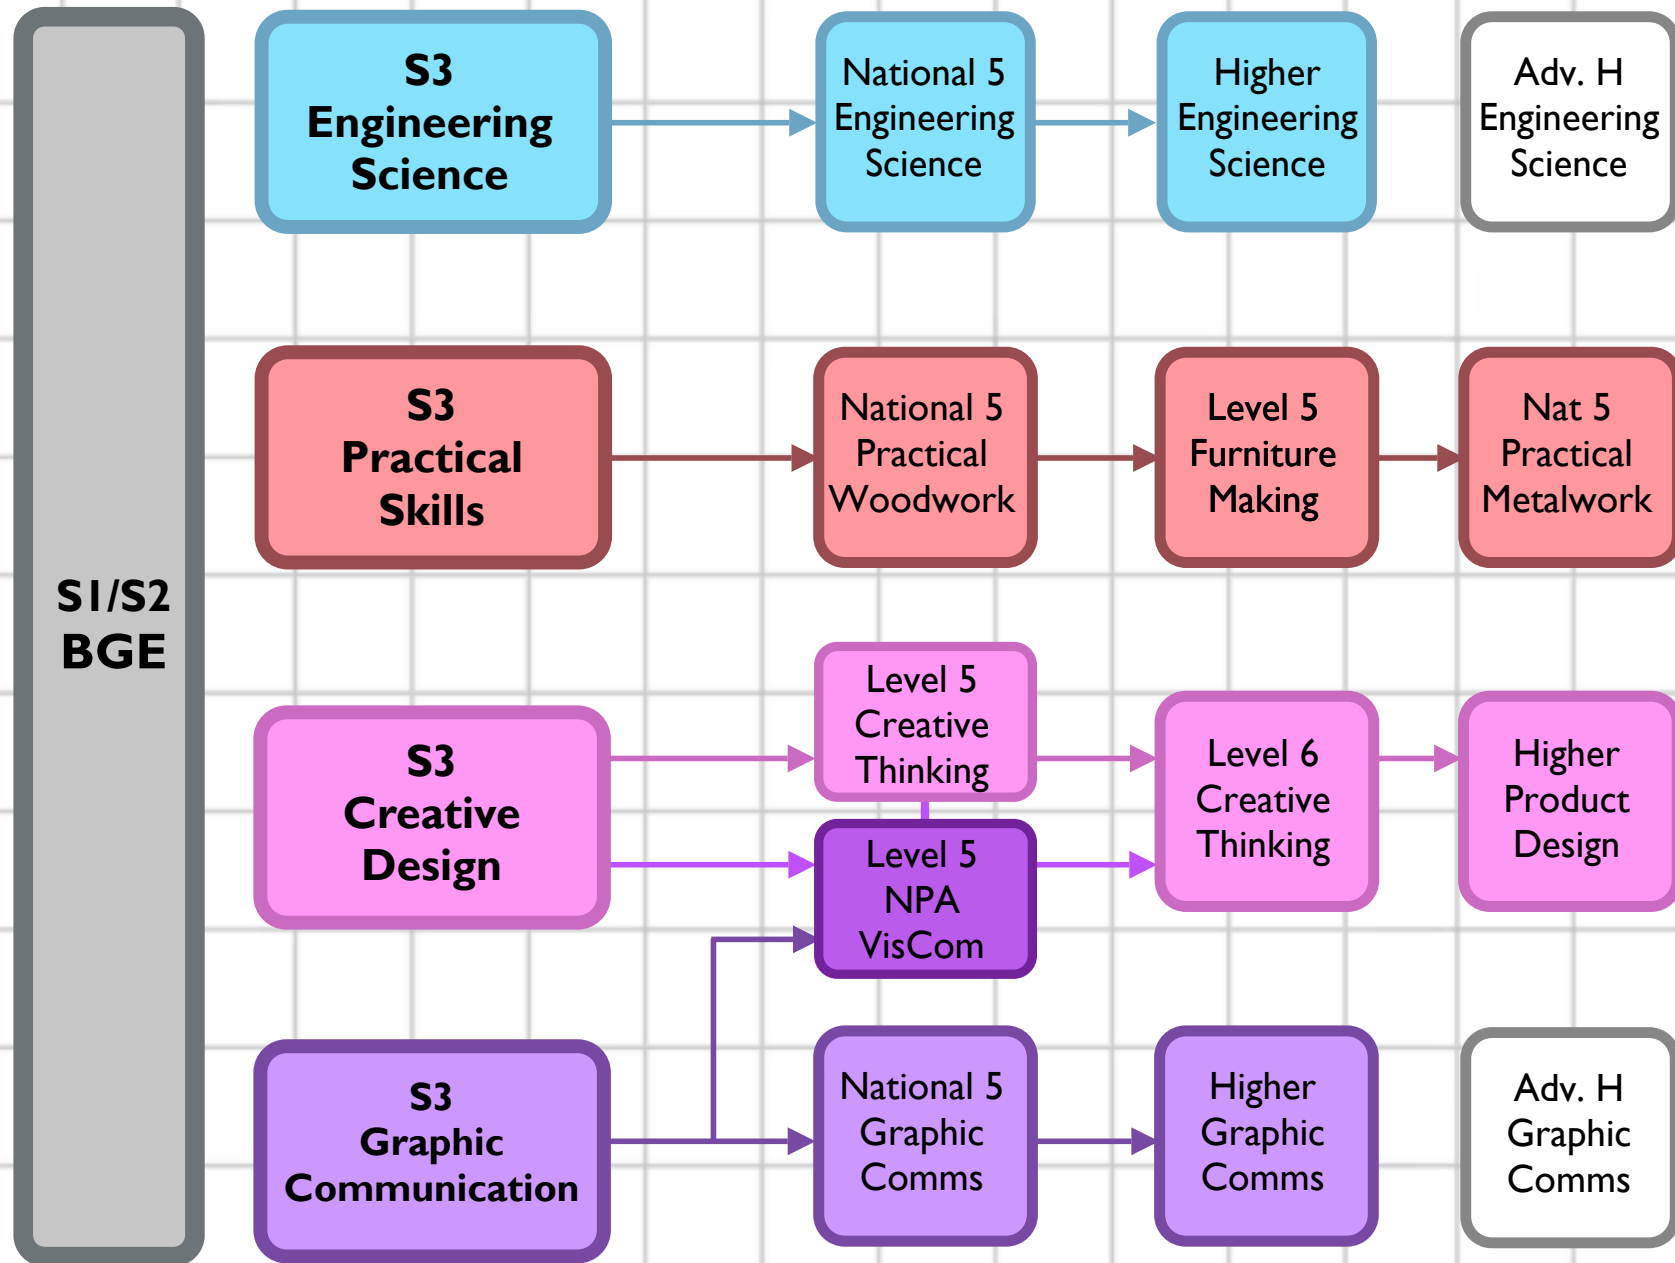 S1/S2
BGE
S3
Engineering
Science
National 5
Engineering
Science
Higher
Engineering
Science
Adv. H
Engineering
Science
S3
Practical
Skills
National 5
Practical
Woodwork
Level 5
Furniture
Making
Nat 5
Practical
Metalwork
S3
Creative
Design
Level 5
Creative
Thinking
Level 5
NPA
VisCom
Level 6
Creative
Thinking
Higher
Product
Design
S3
Graphic
Communication
National 5
Graphic
Comms
Higher
Graphic
Comms
Adv. H
Graphic
Comms